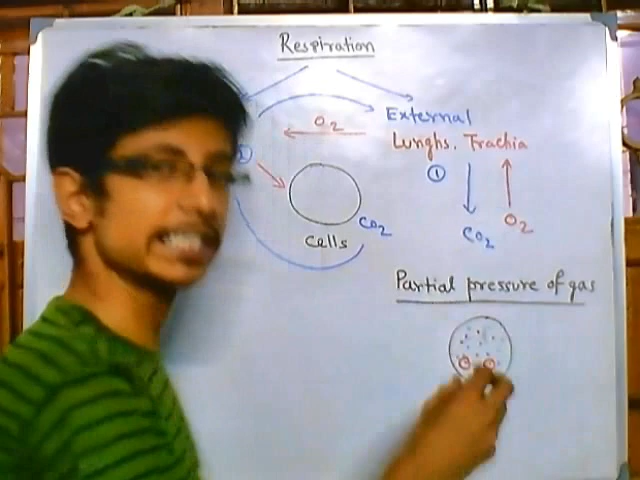 Respiration
External
O2
Lunghs. Trachia
①
①
O2
CO2
CO2
cells
Partial pressure of gas